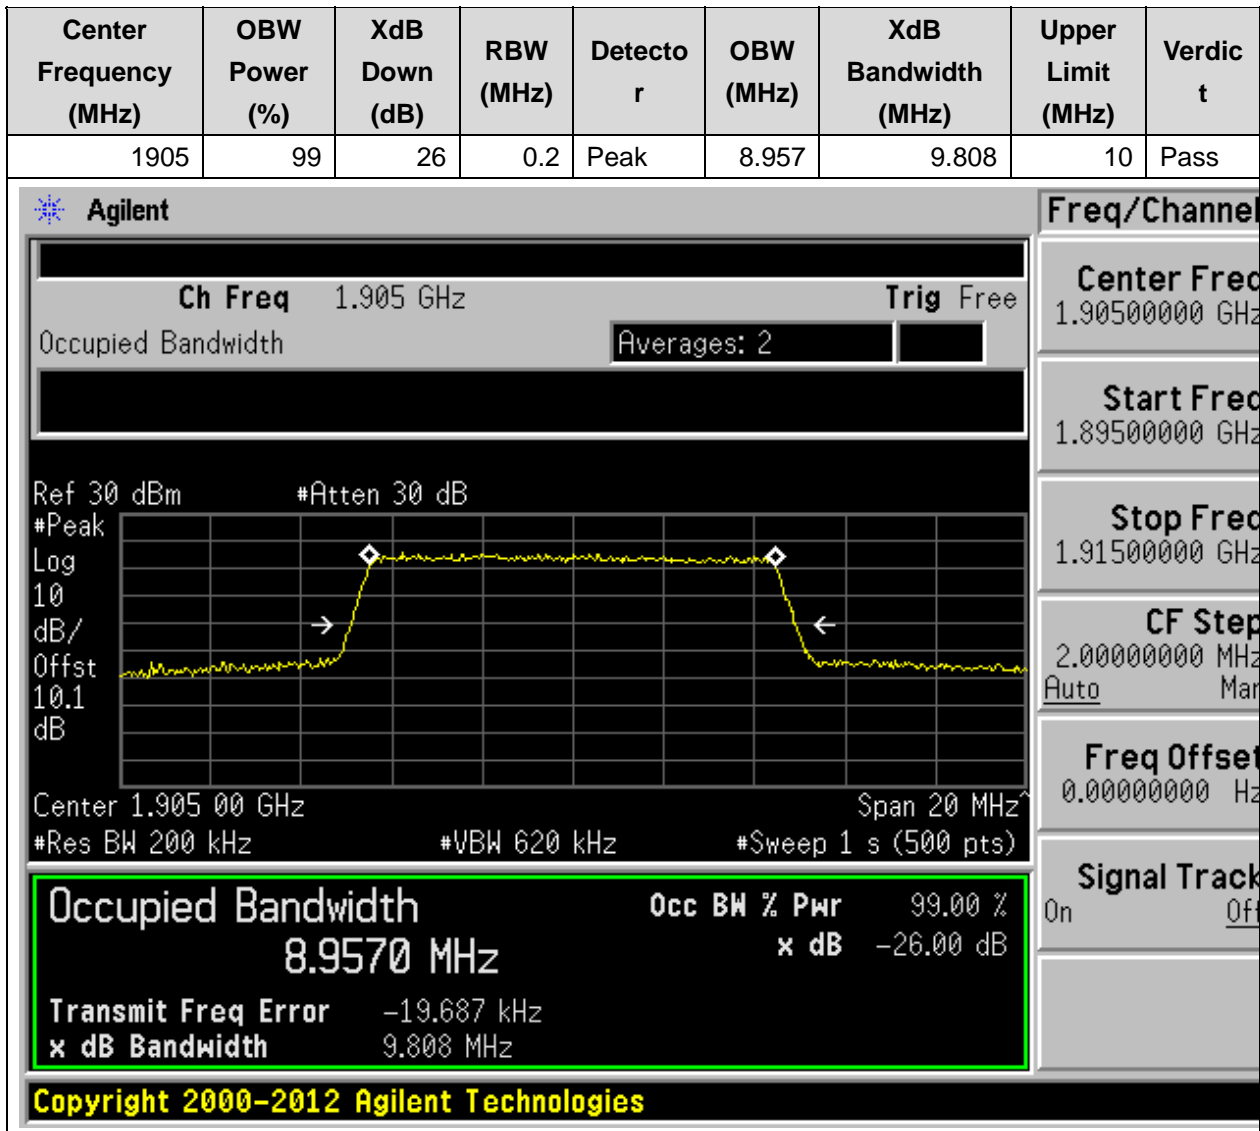 Center Frequency (MHz) OBW Power (%) XdB Down (dB) RBW (MHz) Detecto r OBW (MHz) XdB Bandwidth (MHz) Upper Limit (MHz) Verdic t
1905 99 26 0.2 Peak 8.957 9.808 10 Pass
Agilent
Freq/Channel
Ch Freq 1.905 GHz Trig Free
Occupied Bandwidth Averages: 2
Center Freq
1.90500000 GHz
Start Freq
1.89500000 GHz
Stop Freq
1.91500000 GHz
CF Step
2.00000000 MHz
Auto Man
Freq Offset
0.00000000 Hz
Signal Track
On Off
Ref 30 dBm #Atten 30 dB
#Peak
Log
10
dB/
Offst
10.1
dB
Center 1.905 00 GHz Span 20 MHz^
#Res BW 200 kHz #VBW 620 kHz #Sweep 1 s (500 pts)
Occupied Bandwidth Occ BW % Pwr 99.00 %
8.9570 MHz x dB -26.00 dB
Transmit Freq Error -19.687 kHz
x dB Bandwidth 9.808 MHz
Copyright 2000-2012 Agilent Technologies